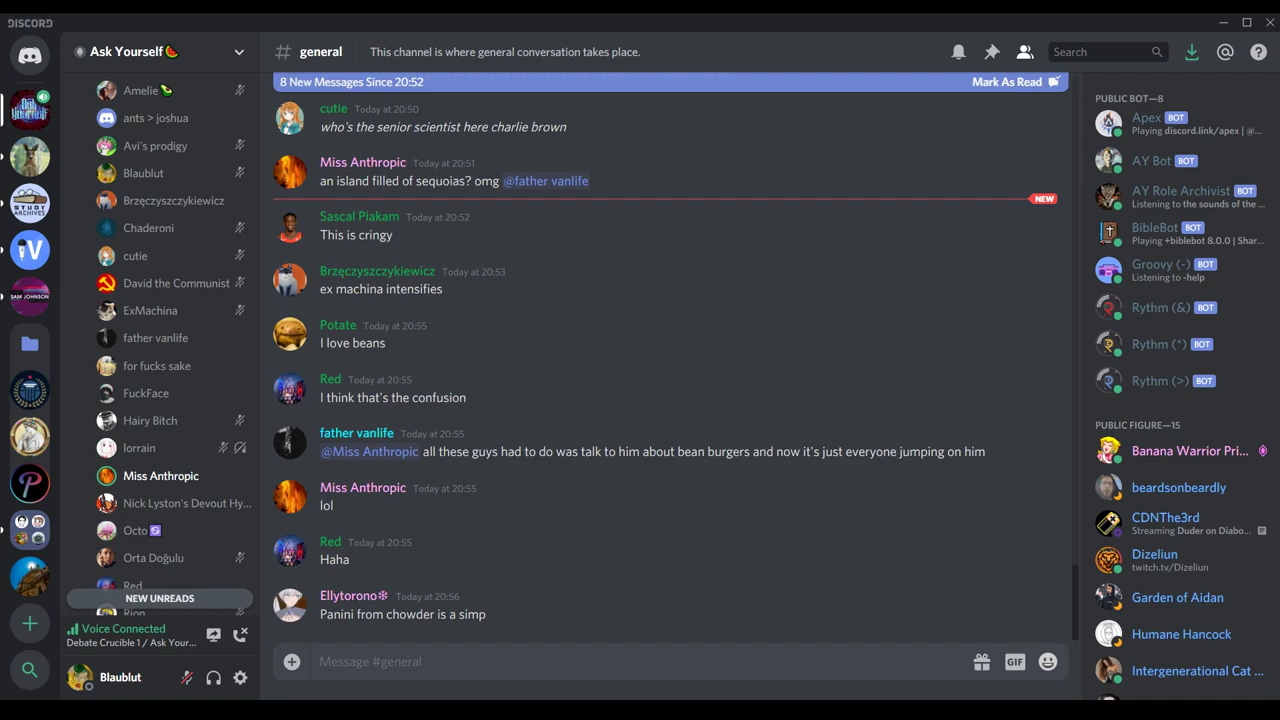 DISCORD
Ask Yourself🍉
Amelie🥑
ants > joshua
Avi's prodigy
Blaublut
Brzęczyszczykiewicz
Chaderoni
cutie
David the Communist
ExMachina
father vanlife
for fucks sake
FuckFace
Hairy Bitch
lorrain
Miss Anthropic
Nick Lyston's Devout Hy...
Octo
Orta Doğulu
Red
NEW UNREADS
Rion
Voice Connected
Debate Crucible 1 / Ask Your...
Blaublut
SAM JOHNSON
STUDY
ARCHIVES
# general
This channel is where general conversation takes place.
Search
8 New Messages Since 20:52
Mark As Read
cutie Today at 20:50
who's the senior scientist here charlie brown
Miss Anthropic Today at 20:51
an island filled of sequoias? omg @father vanlife
NEW
Sascal Piakam Today at 20:52
This is cringy
Brzęczyszczykiewicz Today at 20:53
ex machina intensifies
Potate Today at 20:55
I love beans
Red Today at 20:55
I think that's the confusion
father vanlife Today at 20:55
@Miss Anthropic all these guys had to do was talk to him about bean burgers and now it's just everyone jumping on him
Miss Anthropic Today at 20:55
lol
Red Today at 20:55
Haha
Ellytorono❄ Today at 20:56
Panini from chowder is a simp
Message #general
GIF
PUBLIC BOT—8
Apex BOT
Playing discord.link/apex | @...
AY Bot BOT
AY Role Archivist BOT
Listening to the sounds of the ...
BibleBot BOT
Playing +biblebot 8.0.0 | Shar...
Groovy (-) BOT
Listening to -help
Rythm (&) BOT
Rythm (*) BOT
Rythm (>) BOT
PUBLIC FIGURE—15
Banana Warrior Pri...
beardsonbeardly
CDNThe3rd
Streaming Duder on Diabo...
Dizeliun
twitch.tv/Dizeliun
Garden of Aidan
Humane Hancock
Intergenerational Cat ...